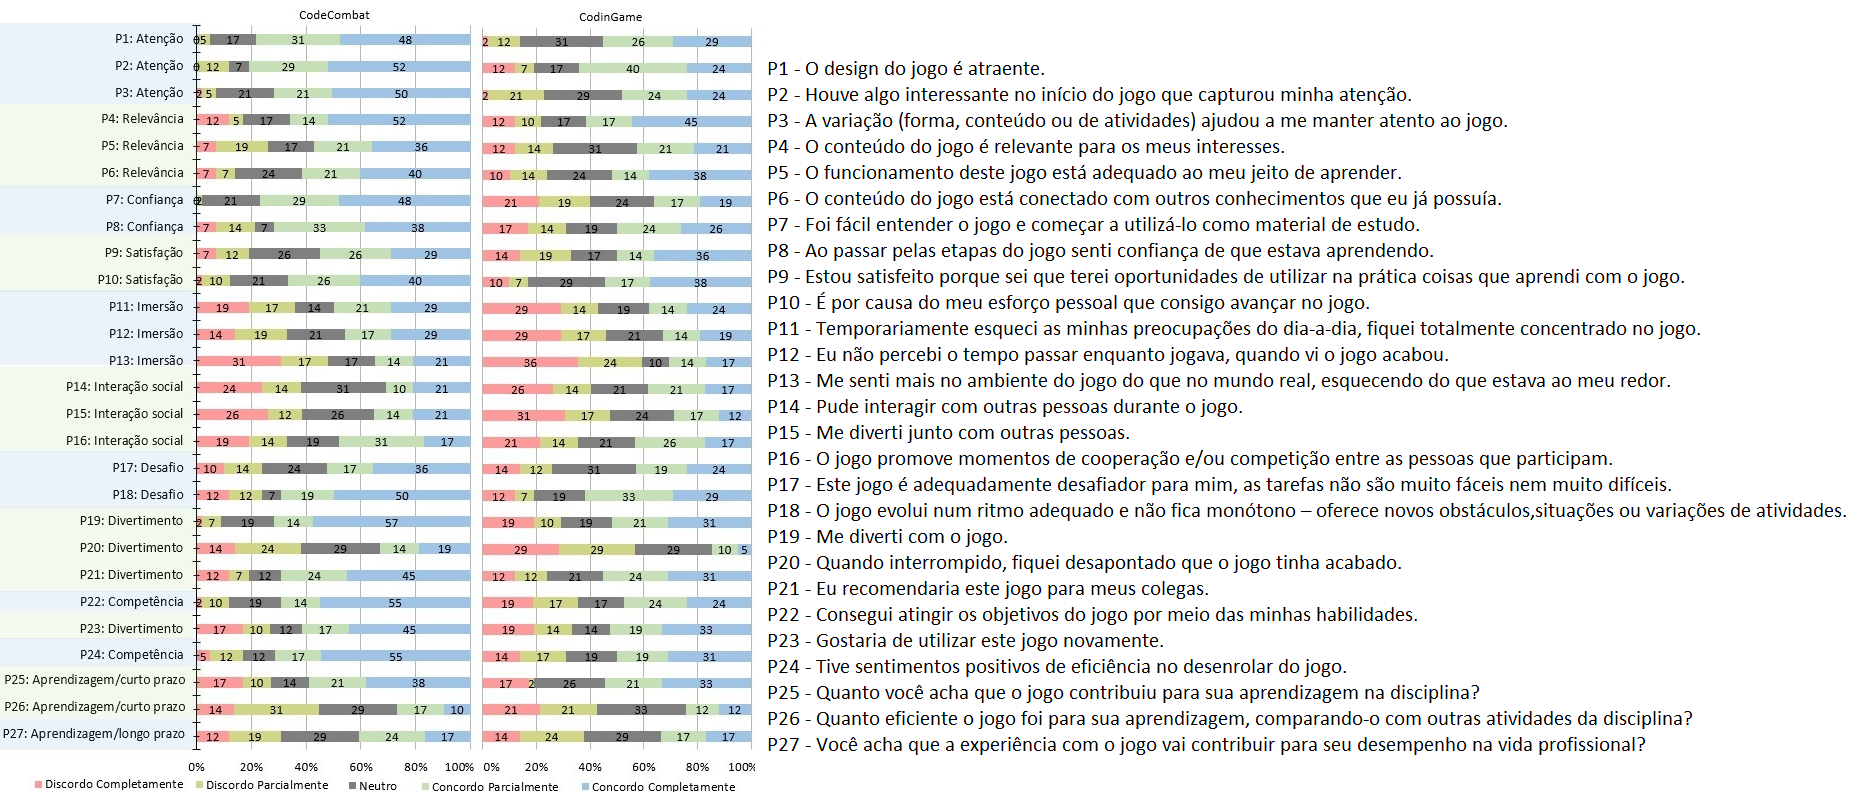 CodeCombat CodinGame
P1: Atenção 0 5 17 31 48 2 12 31 26 29
P2: Atenção 0 12 7 29 52 12 7 17 40 24
P3: Atenção 2 5 21 21 50 2 21 29 24 24
P4: Relevância 12 5 17 14 52 12 10 17 17 45
P5: Relevância 7 19 17 21 36 12 14 31 21 21
P6: Relevância 7 7 24 21 40 10 14 24 14 38
P7: Confiança 0 2 21 29 48 21 19 24 17 19
P8: Confiança 7 14 7 33 38 17 14 19 24 26
P9: Satisfação 7 12 26 26 29 14 19 17 14 36
P10: Satisfação 2 10 21 26 40 10 7 29 17 38
P11: Imersão 19 17 14 21 29 29 14 19 14 24
P12: Imersão 14 19 21 17 29 29 17 21 14 19
P13: Imersão 31 17 17 14 21 36 24 10 14 17
P14: Interação social 24 14 31 10 21 26 14 21 21 17
P15: Interação social 26 12 26 14 21 31 17 24 17 12
P16: Interação social 19 14 19 31 17 21 14 21 26 17
P17: Desafio 10 14 24 17 36 14 12 31 19 24
P18: Desafio 12 12 7 19 50 12 7 19 33 29
P19: Divertimento 2 7 19 14 57 19 10 19 21 31
P20: Divertimento 14 24 29 14 19 29 29 29 10 5
P21: Divertimento 12 7 12 24 45 12 12 21 24 31
P22: Competência 2 10 19 14 55 19 17 17 24 24
P23: Divertimento 17 10 12 17 45 19 14 14 19 33
P24: Competência 5 12 12 17 55 14 17 19 19 31
P25: Aprendizagem/curto prazo 17 10 14 21 38 17 2 26 21 33
P26: Aprendizagem/curto prazo 14 31 29 17 10 21 21 33 12 12
P27: Aprendizagem/longo prazo 12 19 29 24 17 14 24 29 17 17
0% 20% 40% 60% 80% 100% 0% 20% 40% 60% 80% 100%
Discordo Completamente Discordo Parcialmente Neutro Concordo Parcialmente Concordo Completamente
P1 - O design do jogo é atraente.
P2 - Houve algo interessante no início do jogo que capturou minha atenção.
P3 - A variação (forma, conteúdo ou de atividades) ajudou a me manter atento ao jogo.
P4 - O conteúdo do jogo é relevante para os meus interesses.
P5 - O funcionamento deste jogo está adequado ao meu jeito de aprender.
P6 - O conteúdo do jogo está conectado com outros conhecimentos que eu já possuía.
P7 - Foi fácil entender o jogo e começar a utilizá-lo como material de estudo.
P8 - Ao passar pelas etapas do jogo senti confiança de que estava aprendendo.
P9 - Estou satisfeito porque sei que terei oportunidades de utilizar na prática coisas que aprendi com o jogo.
P10 - É por causa do meu esforço pessoal que consigo avançar no jogo.
P11 - Temporariamente esqueci as minhas preocupações do dia-a-dia, fiquei totalmente concentrado no jogo.
P12 - Eu não percebi o tempo passar enquanto jogava, quando vi o jogo acabou.
P13 - Me senti mais no ambiente do jogo do que no mundo real, esquecendo do que estava ao meu redor.
P14 - Pude interagir com outras pessoas durante o jogo.
P15 - Me diverti junto com outras pessoas.
P16 - O jogo promove momentos de cooperação e/ou competição entre as pessoas que participam.
P17 - Este jogo é adequadamente desafiador para mim, as tarefas não são muito fáceis nem muito difíceis.
P18 - O jogo evolui num ritmo adequado e não fica monótono – oferece novos obstáculos,situações ou variações de atividades.
P19 - Me diverti com o jogo.
P20 - Quando interrompido, fiquei desapontado que o jogo tinha acabado.
P21 - Eu recomendaria este jogo para meus colegas.
P22 - Consegui atingir os objetivos do jogo por meio das minhas habilidades.
P23 - Gostaria de utilizar este jogo novamente.
P24 - Tive sentimentos positivos de eficiência no desenrolar do jogo.
P25 - Quanto você acha que o jogo contribuiu para sua aprendizagem na disciplina?
P26 - Quanto eficiente o jogo foi para sua aprendizagem, comparando-o com outras atividades da disciplina?
P27 - Você acha que a experiência com o jogo vai contribuir para seu desempenho na vida profissional?